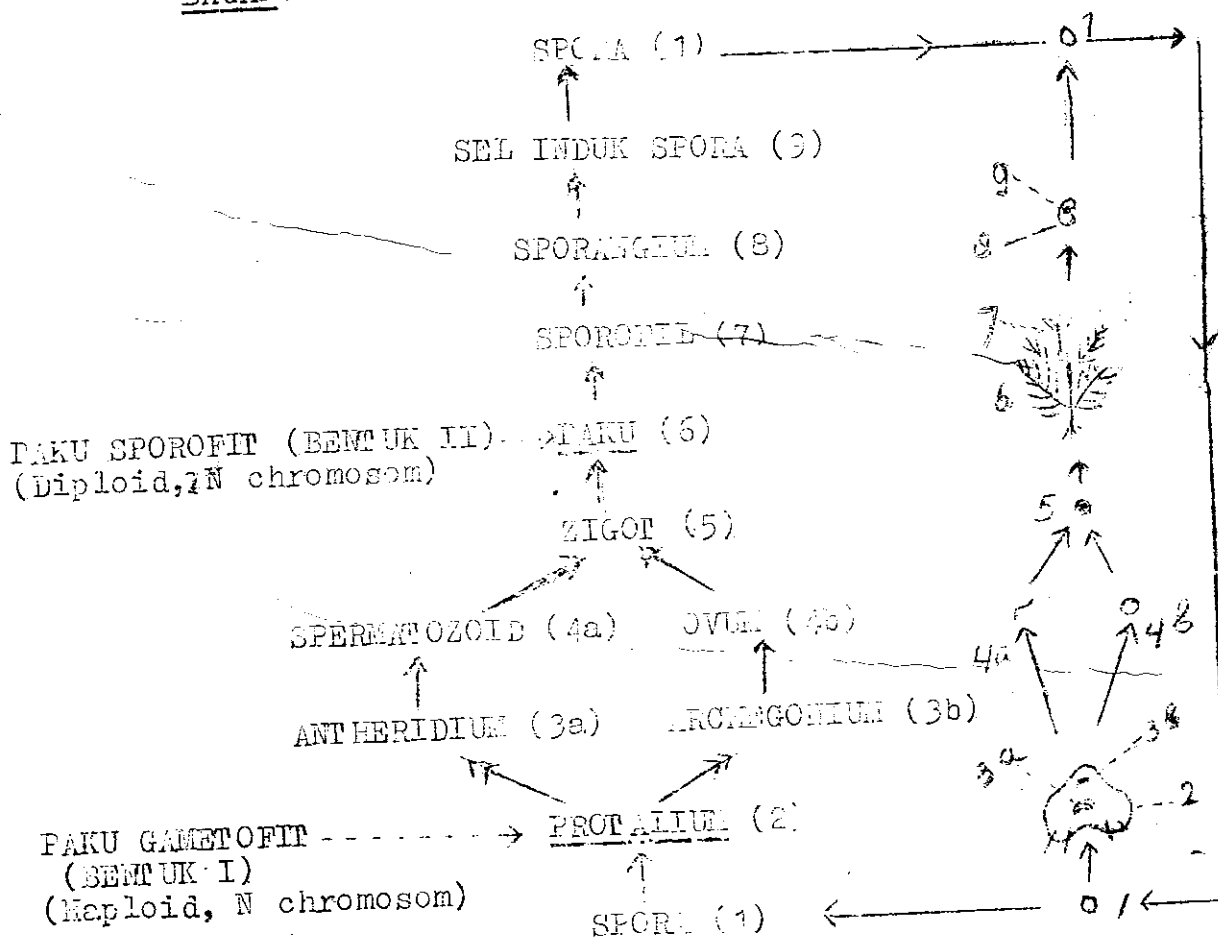 SPORA (1)
1
SEL INDUK SPORA (9)
9
8
SPORANGIUM (8)
7
SPOROFIL (7)
6
PAKU SPOROFIT (BENTUK II) PAKU (6)
(Diploid, 2N chromosom)
5
ZIGOT (5)
SPERMATOZOID (4a) OVUM (4b)
4a 4b
ANTHERIDIUM (3a) ARCHEGONIUM (3b)
3a 3b
2
PAKU GAMETOFIT PROTALIUM (2)
(BENTUK I)
(Haploid, N chromosom)
SPORA (1)
1